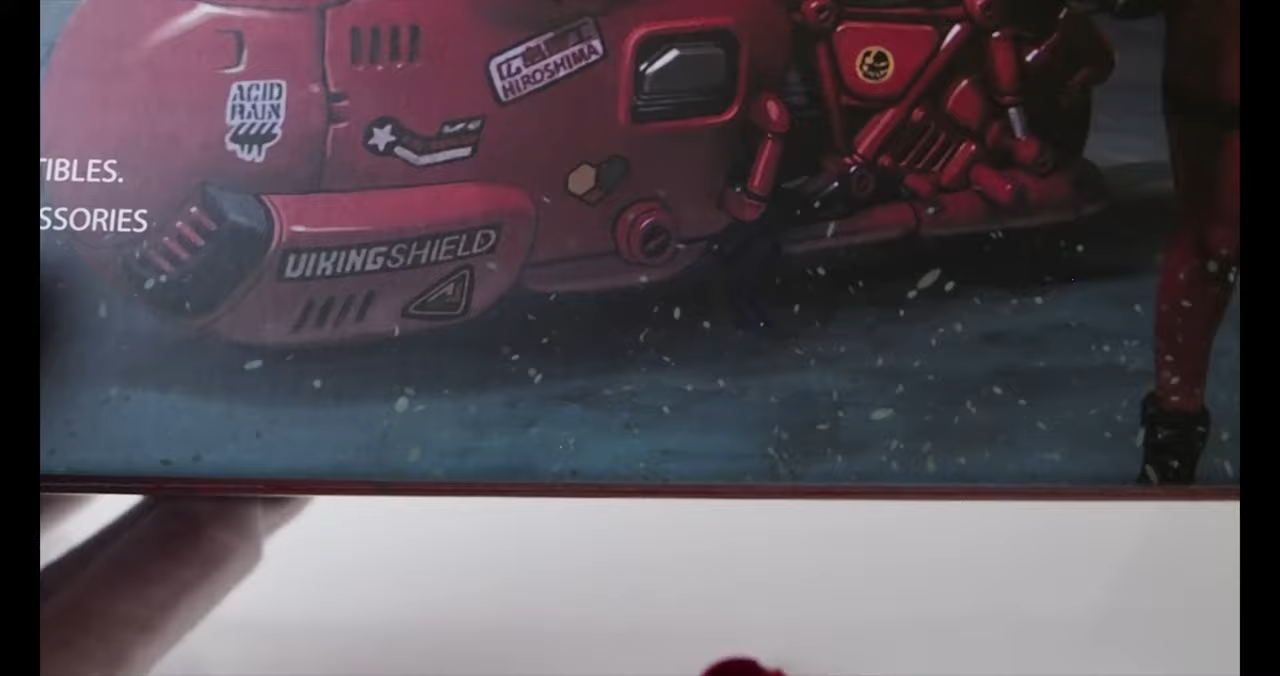 HIROSHIMA
ACID
RAIN
TIBLES.
SSORIES
VIKINGSHIELD